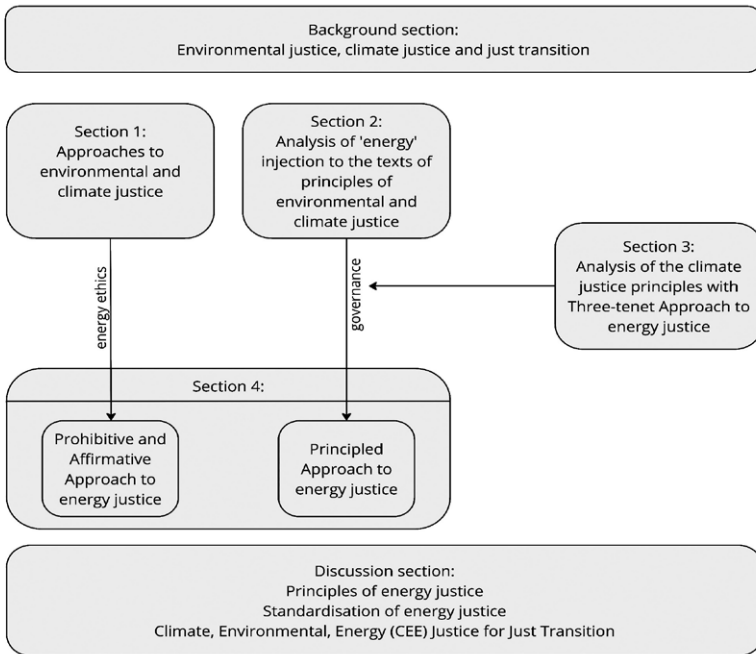 Background section:
Environmental justice, climate justice and just transition
Section 1:
Approaches to
environmental and
climate justice
Section 2:
Analysis of 'energy'
injection to the texts of
principles of
environmental and
climate justice
Section 3:
Analysis of the climate
justice principles with
Three-tenet Approach to
energy justice
energy ethics
governance
Section 4:
Prohibitive and
Affirmative
Approach to
energy justice
Principled
Approach to
energy justice
Discussion section:
Principles of energy justice
Standardisation of energy justice
Climate, Environmental, Energy (CEE) Justice for Just Transition